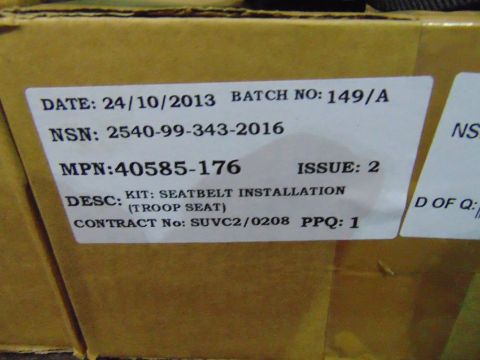 DATE: 24/10/2013 BATCH NO: 149/A
NSN: 2540-99-343-2016
MPN:40585-176 ISSUE: 2
DESC: KIT: SEATBELT INSTALLATION
(TROOP SEAT)
CONTRACT No: SUVC2/0208 PPQ: 1
NS
D OF Q: